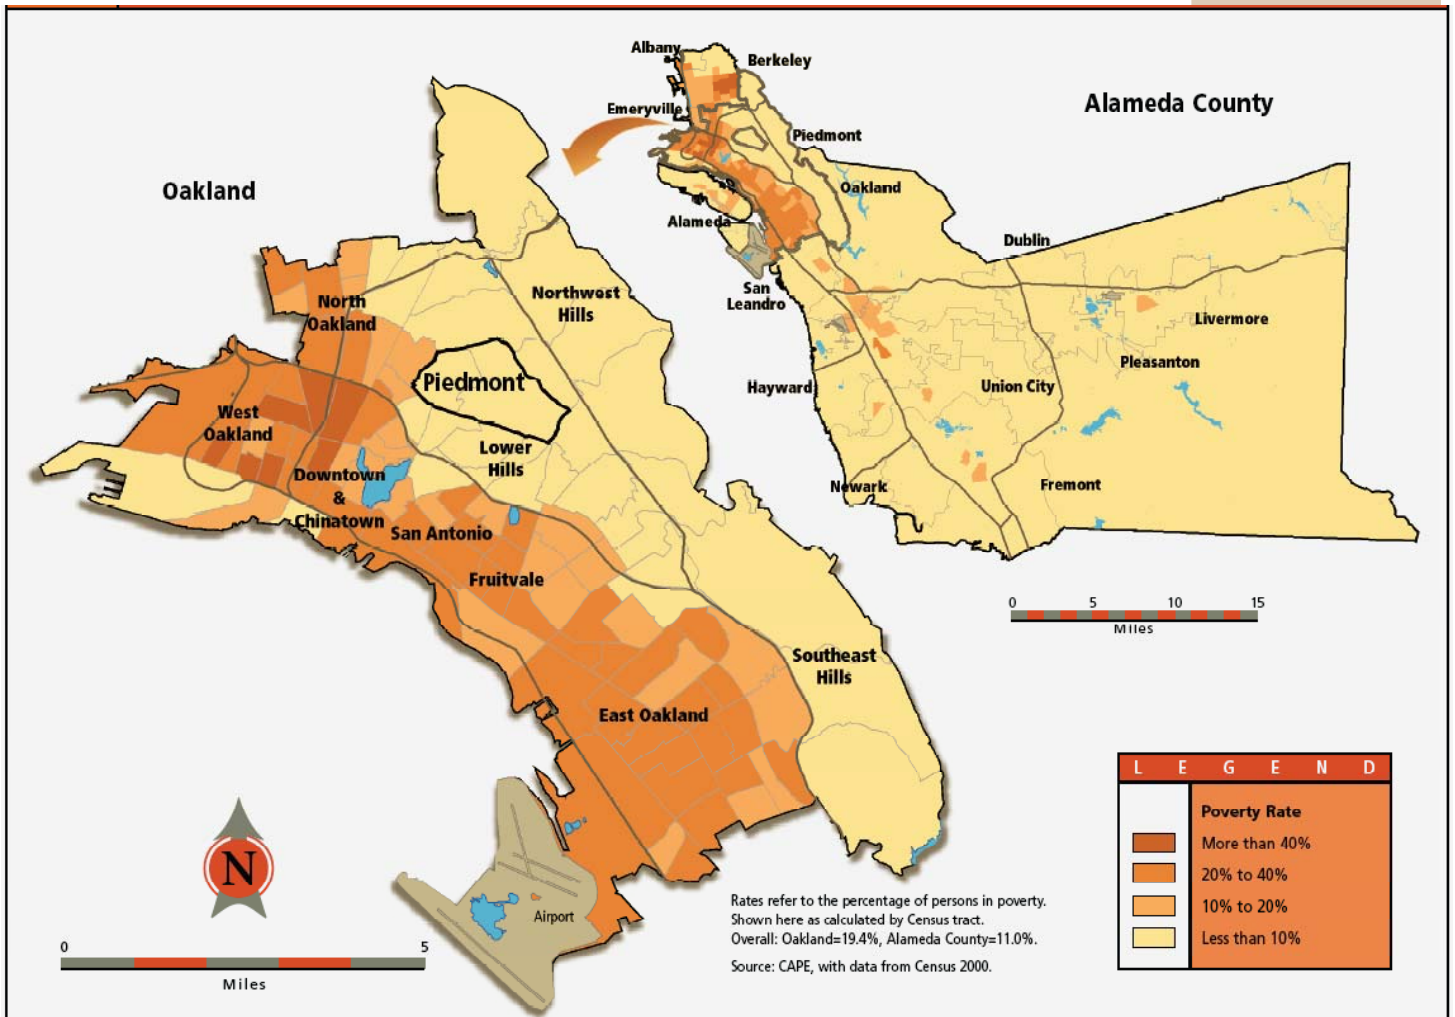 Albany
Berkeley
Emeryville
Alameda County
Piedmont
Oakland
Oakland
Alameda
Dublin
San
Leandro
Northwest
Hills
North
Oakland
Livermore
Pleasanton
Piedmont
Hayward
Union City
West
Oakland
Lower
Hills
Downtown
&
Chinatown
Newark
Fremont
San Antonio
Fruitvale
0 5 10 15
Miles
Southeast
Hills
East Oakland
LEGEND
Poverty Rate
More than 40%
20% to 40%
10% to 20%
Less than 10%
N
Airport
Rates refer to the percentage of persons in poverty.
Shown here as calculated by Census tract.
Overall: Oakland=19.4%, Alameda County=11.0%.
Source: CAPE, with data from Census 2000.
0 5
Miles